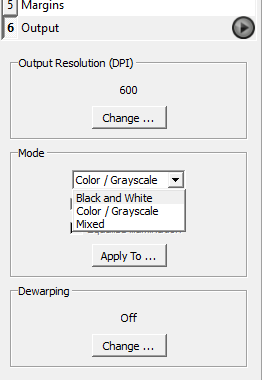 5 Margins
6 Output
Output Resolution (DPI)
600
Change ...
Mode
Color / Grayscale
Black and White
Color / Grayscale
Mixed
Apply To ...
Dewarping
Off
Change ...